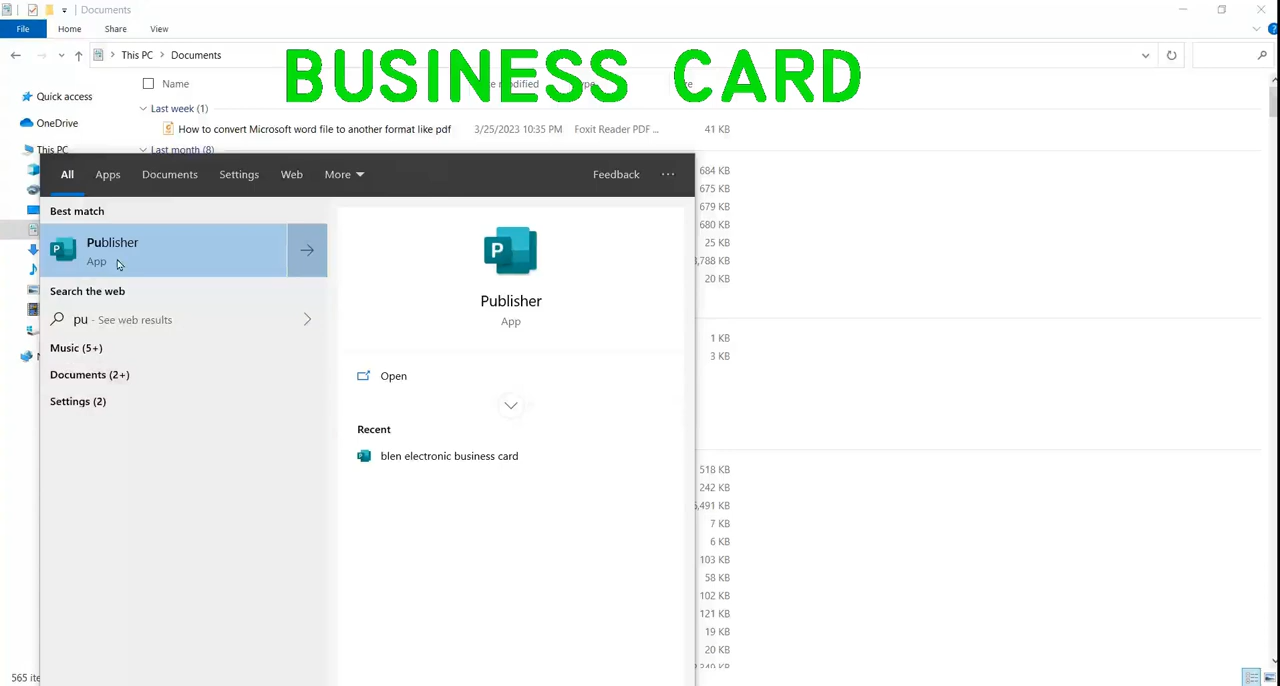 Documents
File Home Share View
This PC > Documents
BUSINESS CARD
Name
Quick access
Last week (1)
OneDrive
How to convert Microsoft word file to another format like pdf 3/25/2023 10:35 PM Foxit Reader PDF ... 41 KB
This PC
Last month (8)
All Apps Documents Settings Web More Feedback ...
684 KB
675 KB
679 KB
680 KB
25 KB
,788 KB
20 KB
1 KB
3 KB
518 KB
242 KB
,491 KB
7 KB
6 KB
103 KB
58 KB
102 KB
121 KB
19 KB
20 KB
Best match
Publisher
App
Search the web
pu - See web results
Music (5+)
Documents (2+)
Settings (2)
Publisher
App
Open
Recent
blen electronic business card